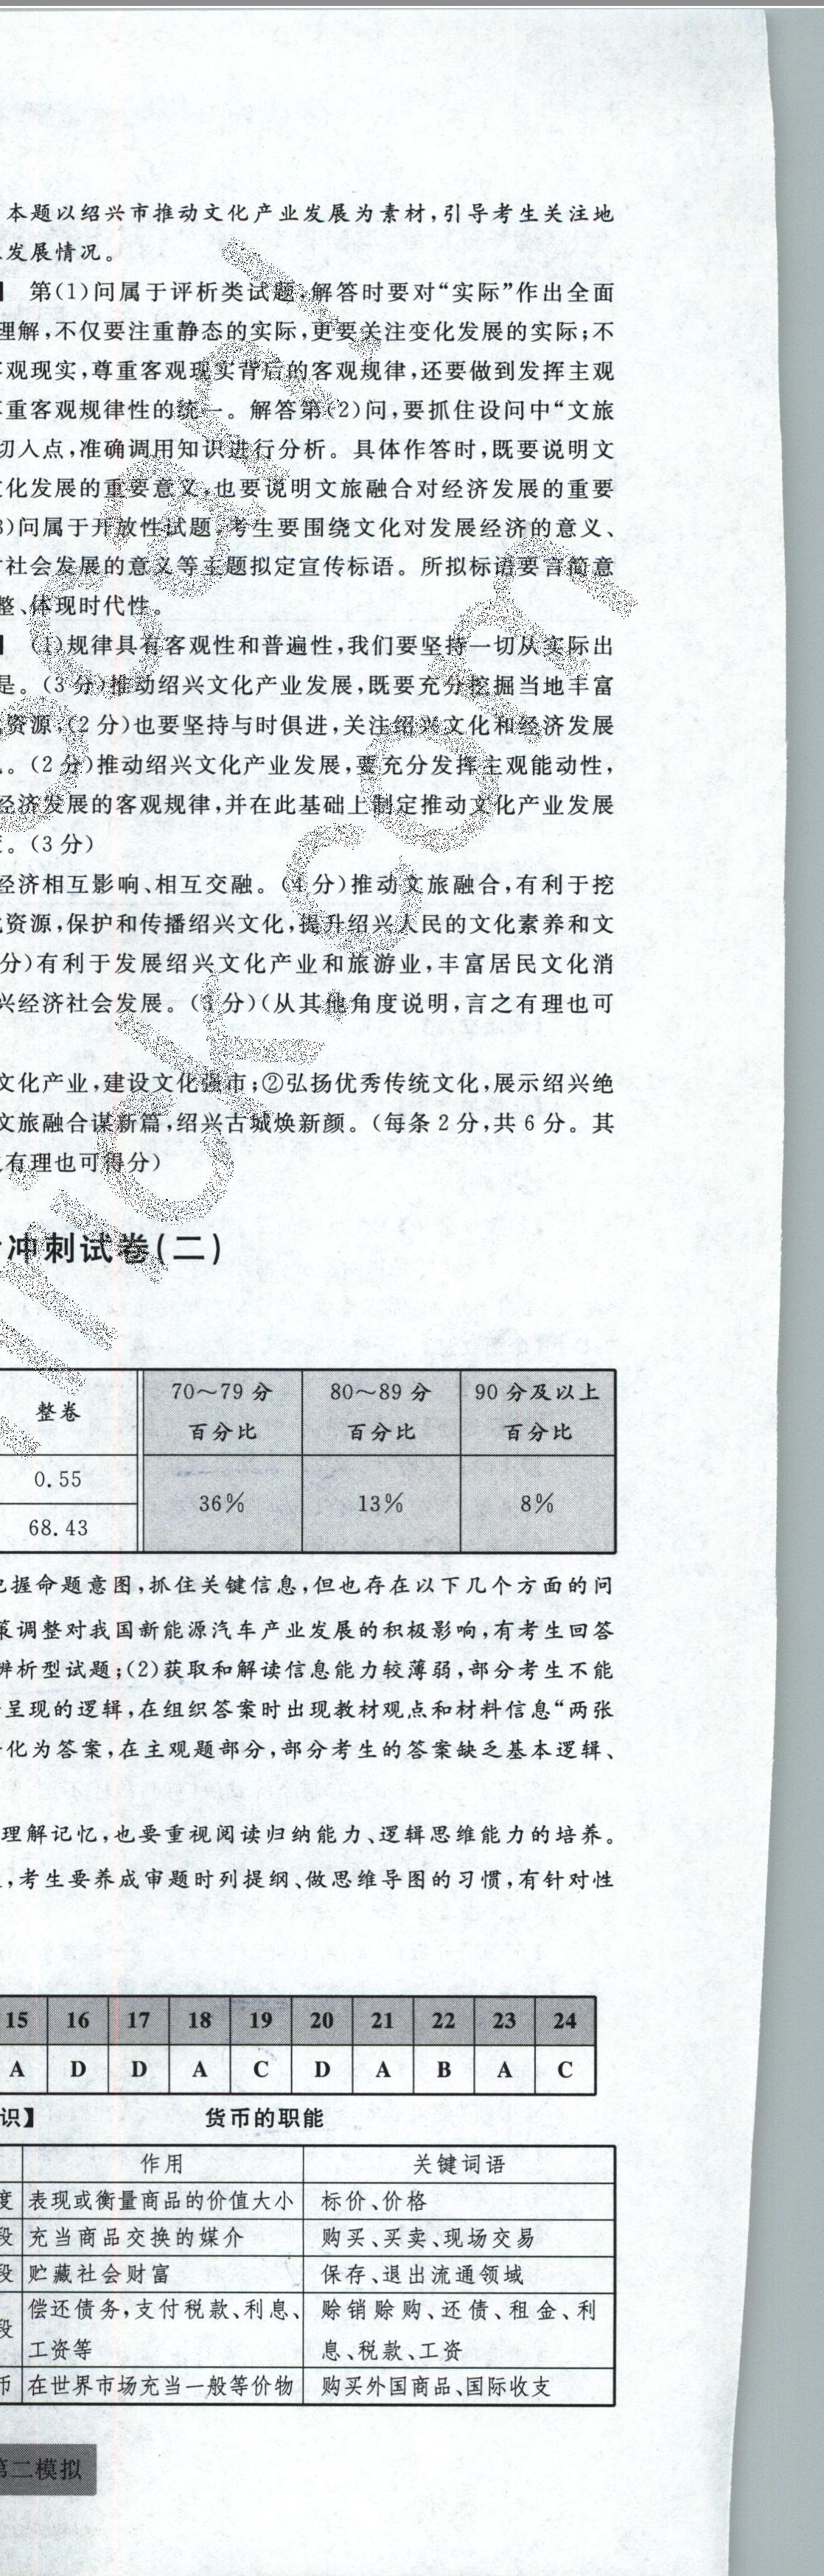 本题以绍兴市推动文化产业发展为素材,引导考生关注地
发展情况。
】 第(1)问属于评析类试题,解答时要对“实际”作出全面
理解,不仅要注重静态的实际,更要关注变化发展的实际;不
观现实,尊重客观现实背后的客观规律,还要做到发挥主观
重客观规律性的统一。解答第(2)问,要抓住设问中“文旅
切入点,准确调用知识进行分析。具体作答时,既要说明文
化发展的重要意义,也要说明文旅融合对经济发展的重要
3)问属于开放性试题,考生要围绕文化对发展经济的意义、
社会发展的意义等主题拟定宣传标语。所拟标语要言简意
整、体现时代性。
】 (1)规律具有客观性和普遍性,我们要坚持一切从实际出
是。(3分)推动绍兴文化产业发展,既要充分挖掘当地丰富
资源;(2分)也要坚持与时俱进,关注绍兴文化和经济发展
。(2分)推动绍兴文化产业发展,要充分发挥主观能动性,
经济发展的客观规律,并在此基础上制定推动文化产业发展
。(3分)
经济相互影响、相互交融。(4分)推动文旅融合,有利于挖
资源,保护和传播绍兴文化,提升绍兴人民的文化素养和文
分)有利于发展绍兴文化产业和旅游业,丰富居民文化消
兴经济社会发展。(3分)(从其他角度说明,言之有理也可
文化产业,建设文化强市;②弘扬优秀传统文化,展示绍兴绝
文旅融合谋新篇,绍兴古城焕新颜。(每条2分,共6分。其
有理也可得分)
冲刺试卷(二)
整卷 70～79分 80～89分 90分及以上
百分比 百分比 百分比
0.55
36% 13% 8%
68.43
握命题意图,抓住关键信息,但也存在以下几个方面的问
策调整对我国新能源汽车产业发展的积极影响,有考生回答
辨析型试题;(2)获取和解读信息能力较薄弱,部分考生不能
呈现的逻辑,在组织答案时出现教材观点和材料信息“两张
化为答案,在主观题部分,部分考生的答案缺乏基本逻辑、
理解记忆,也要重视阅读归纳能力、逻辑思维能力的培养。
,考生要养成审题时列提纲、做思维导图的习惯,有针对性
15 16 17 18 19 20 21 22 23 24
A D D A C D A B A C
识】 货币的职能
作用 关键词语
度 表现或衡量商品的价值大小 标价、价格
段 充当商品交换的媒介 购买、买卖、现场交易
段 贮藏社会财富 保存、退出流通领域
段 偿还债务,支付税款、利息、 赊销赊购、还债、租金、利
工资等 息、税款、工资
币 在世界市场充当一般等价物 购买外国商品、国际收支
第二模拟